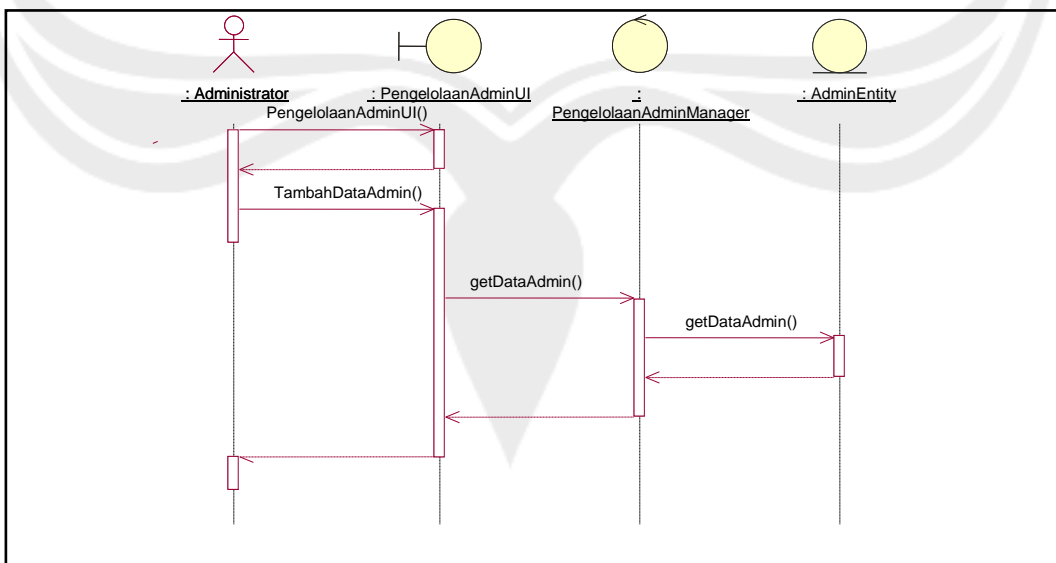 : Administrator
: PengelolaanAdminUI
:
PengelolaanAdminManager
: AdminEntity
PengelolaanAdminUI()
TambahDataAdmin()
getDataAdmin()
getDataAdmin()